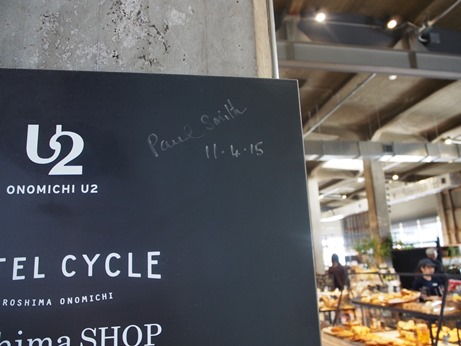 U2
Paul Smith
11·4·15
ONOMICHI U2
TEL CYCLE
ROSHIMA ONOMICHI
hima SHOP